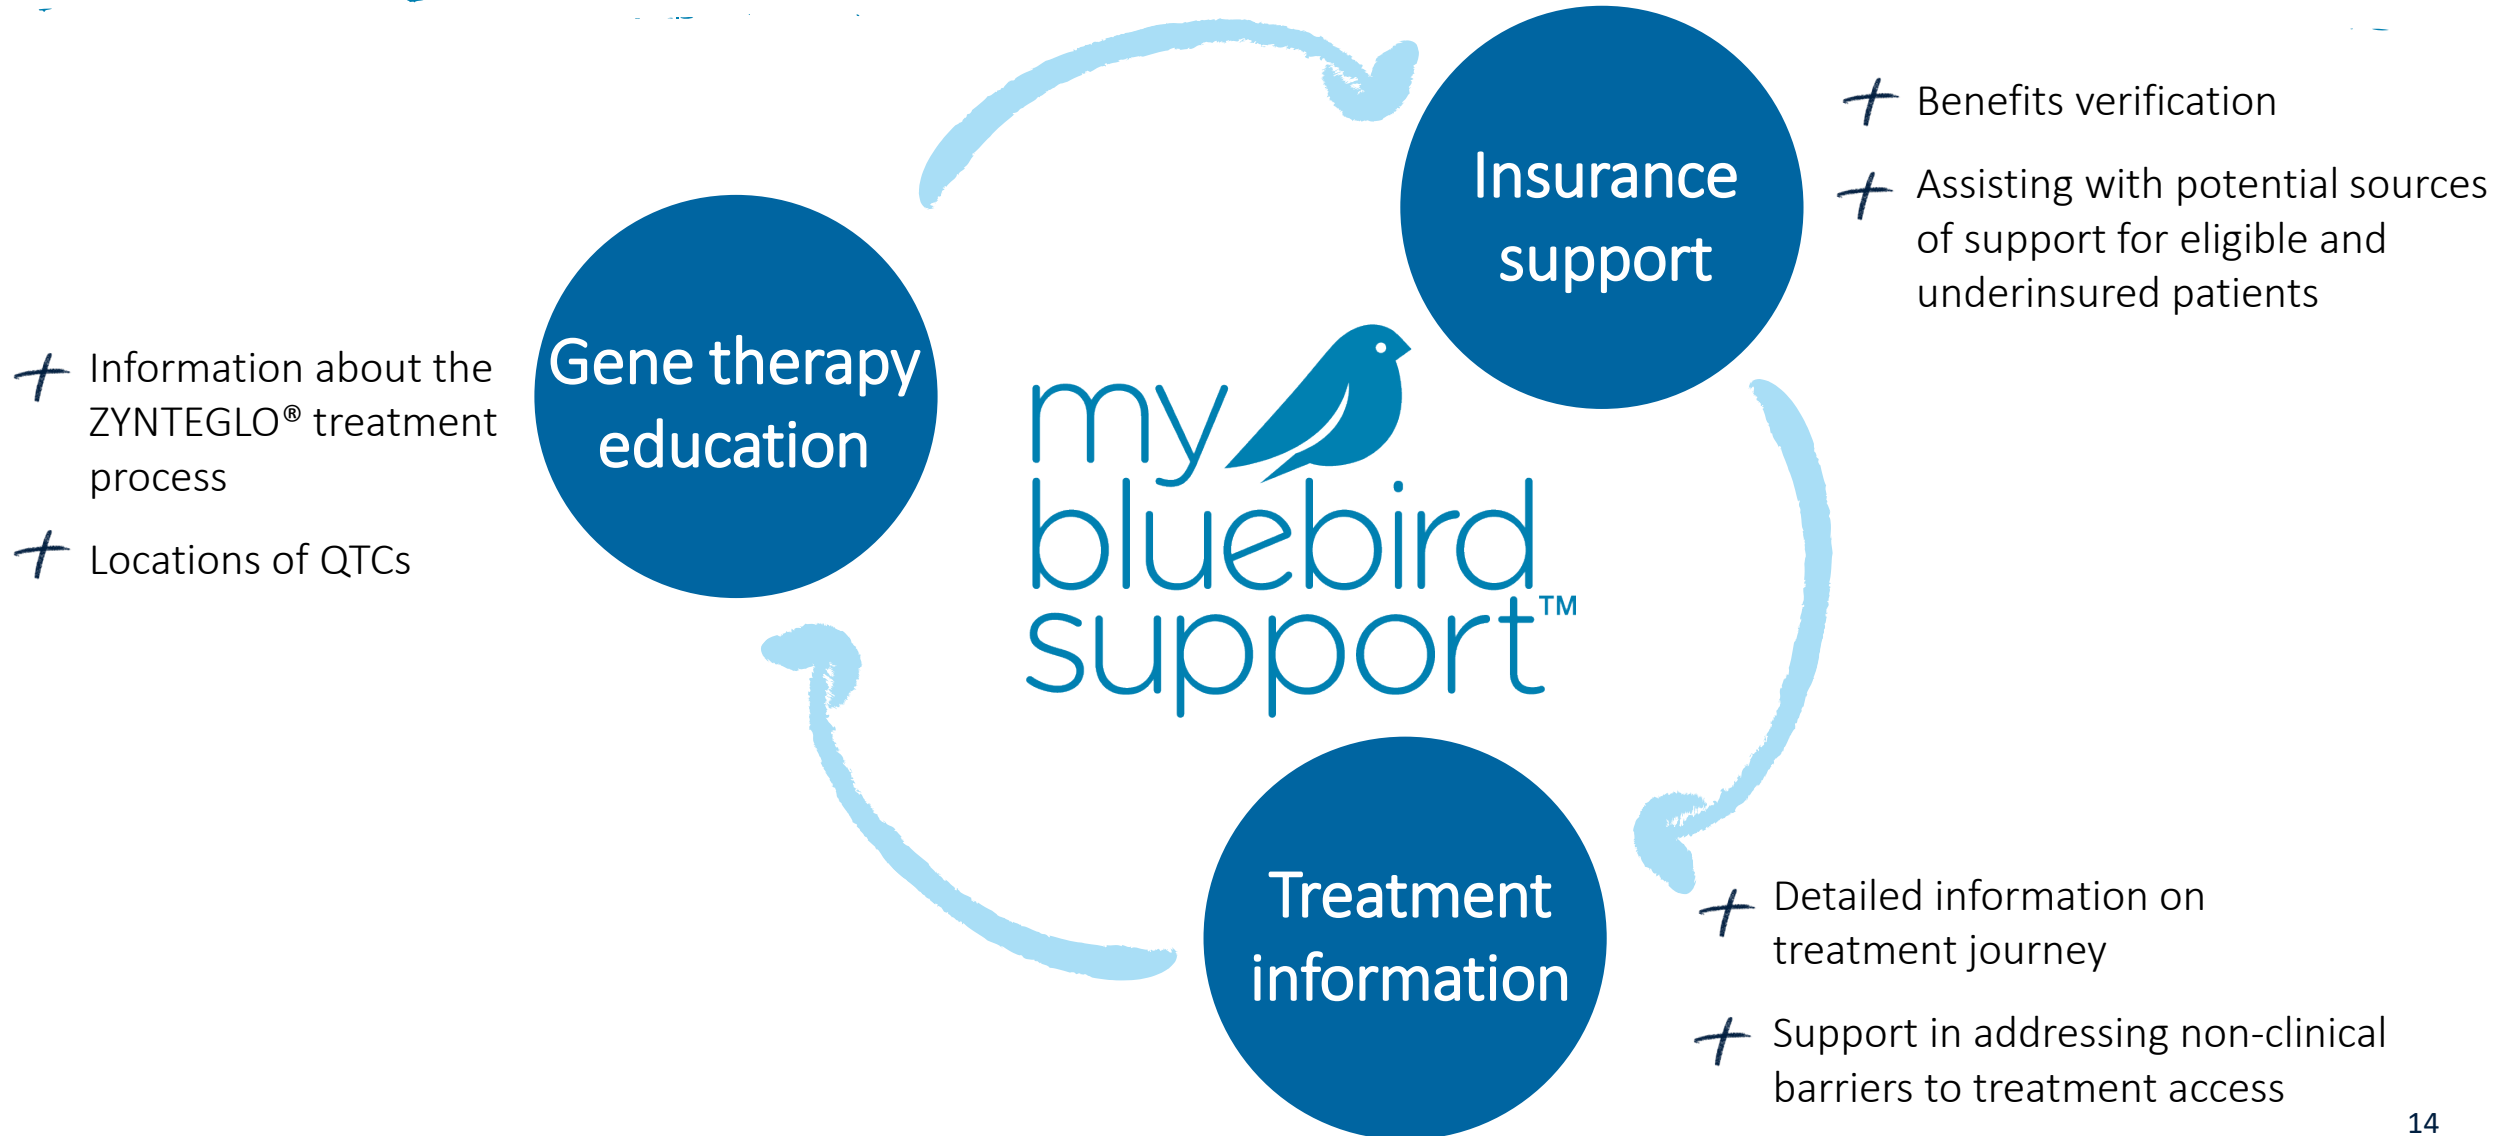 Insurance
support
Benefits verification
Assisting with potential sources
of support for eligible and
underinsured patients
Gene therapy
education
Information about the
ZYNTEGLO® treatment
process
Locations of QTCs
my
bluebird
support™
Treatment
information
Detailed information on
treatment journey
Support in addressing non-clinical
barriers to treatment access
14